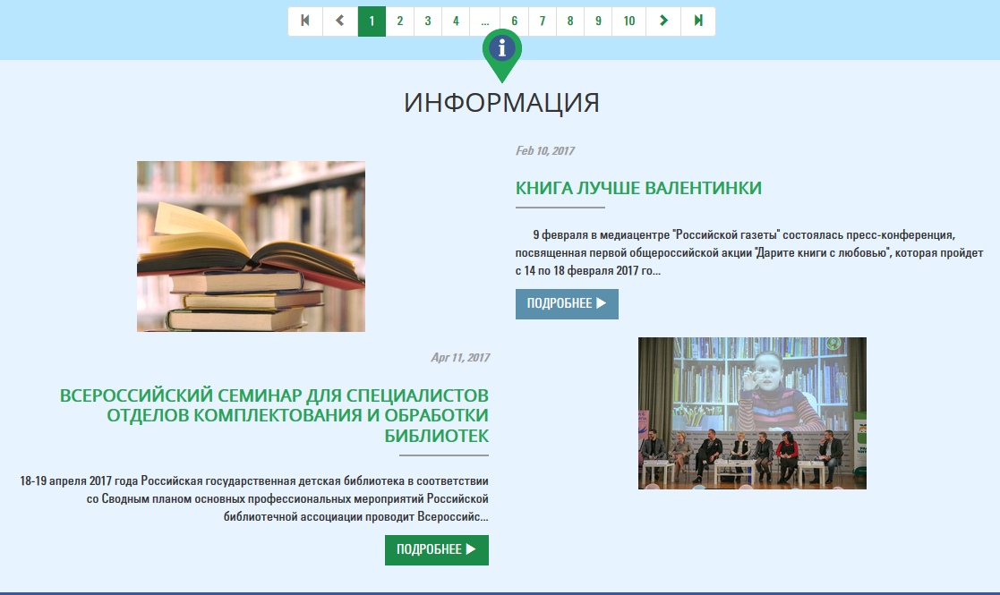 1 2 3 4 ... 6 7 8 9 10
i
ИНФОРМАЦИЯ
Feb 10, 2017
КНИГА ЛУЧШЕ ВАЛЕНТИНКИ
9 февраля в медиацентре "Российской газеты" состоялась пресс-конференция,
посвященная первой общероссийской акции "Дарите книги с любовью", которая пройдет
с 14 по 18 февраля 2017 го...
ПОДРОБНЕЕ
Apr 11, 2017
ВСЕРОССИЙСКИЙ СЕМИНАР ДЛЯ СПЕЦИАЛИСТОВ
ОТДЕЛОВ КОМПЛЕКТОВАНИЯ И ОБРАБОТКИ
БИБЛИОТЕК
18-19 апреля 2017 года Российская государственная детская библиотека в соответствии
со Сводным планом основных профессиональных мероприятий Российской
библиотечной ассоциации проводит Всероссийс...
ПОДРОБНЕЕ